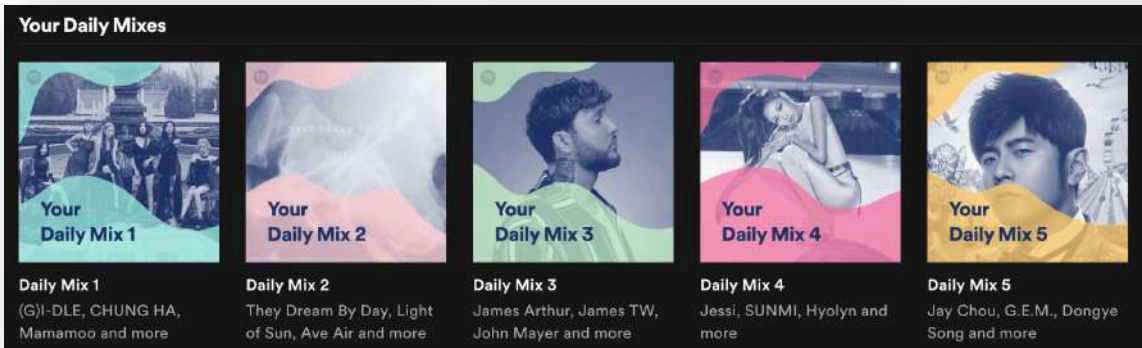 Your Daily Mixes
Your
Daily Mix 1
Your
Daily Mix 2
Your
Daily Mix 3
Your
Daily Mix 4
Your
Daily Mix 5
Daily Mix 1
(G)I-DLE, CHUNG HA,
Mamamoo and more
Daily Mix 2
They Dream By Day, Light
of Sun, Ave Air and more
Daily Mix 3
James Arthur, James TW,
John Mayer and more
Daily Mix 4
Jessi, SUNMI, Hyolyn and
more
Daily Mix 5
Jay Chou, G.E.M., Dongye
Song and more